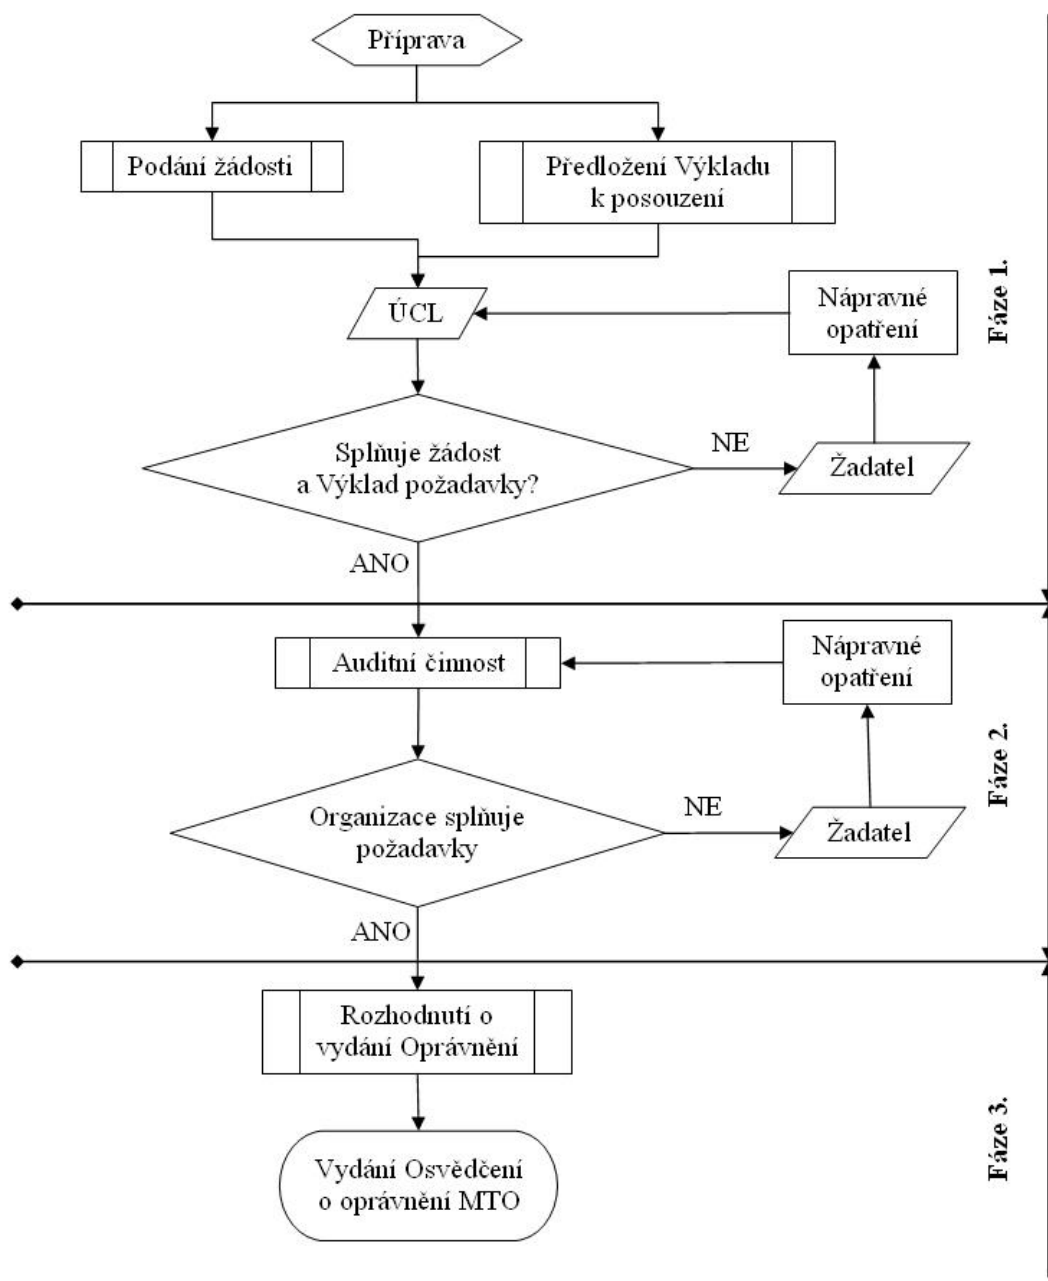 Příprava
Podání žádosti
Předložení Výkladu
k posouzení
ÚCL
Nápravné
opatření
Fáze 1.
Splňuje žádost
a Výklad požadavky?
NE
Žadatel
ANO
Auditní činnost
Nápravné
opatření
Fáze 2.
Organizace splňuje
požadavky
NE
Žadatel
ANO
Rozhodnutí o
vydání Oprávnění
Fáze 3.
Vydání Osvědčení
o oprávnění MTO